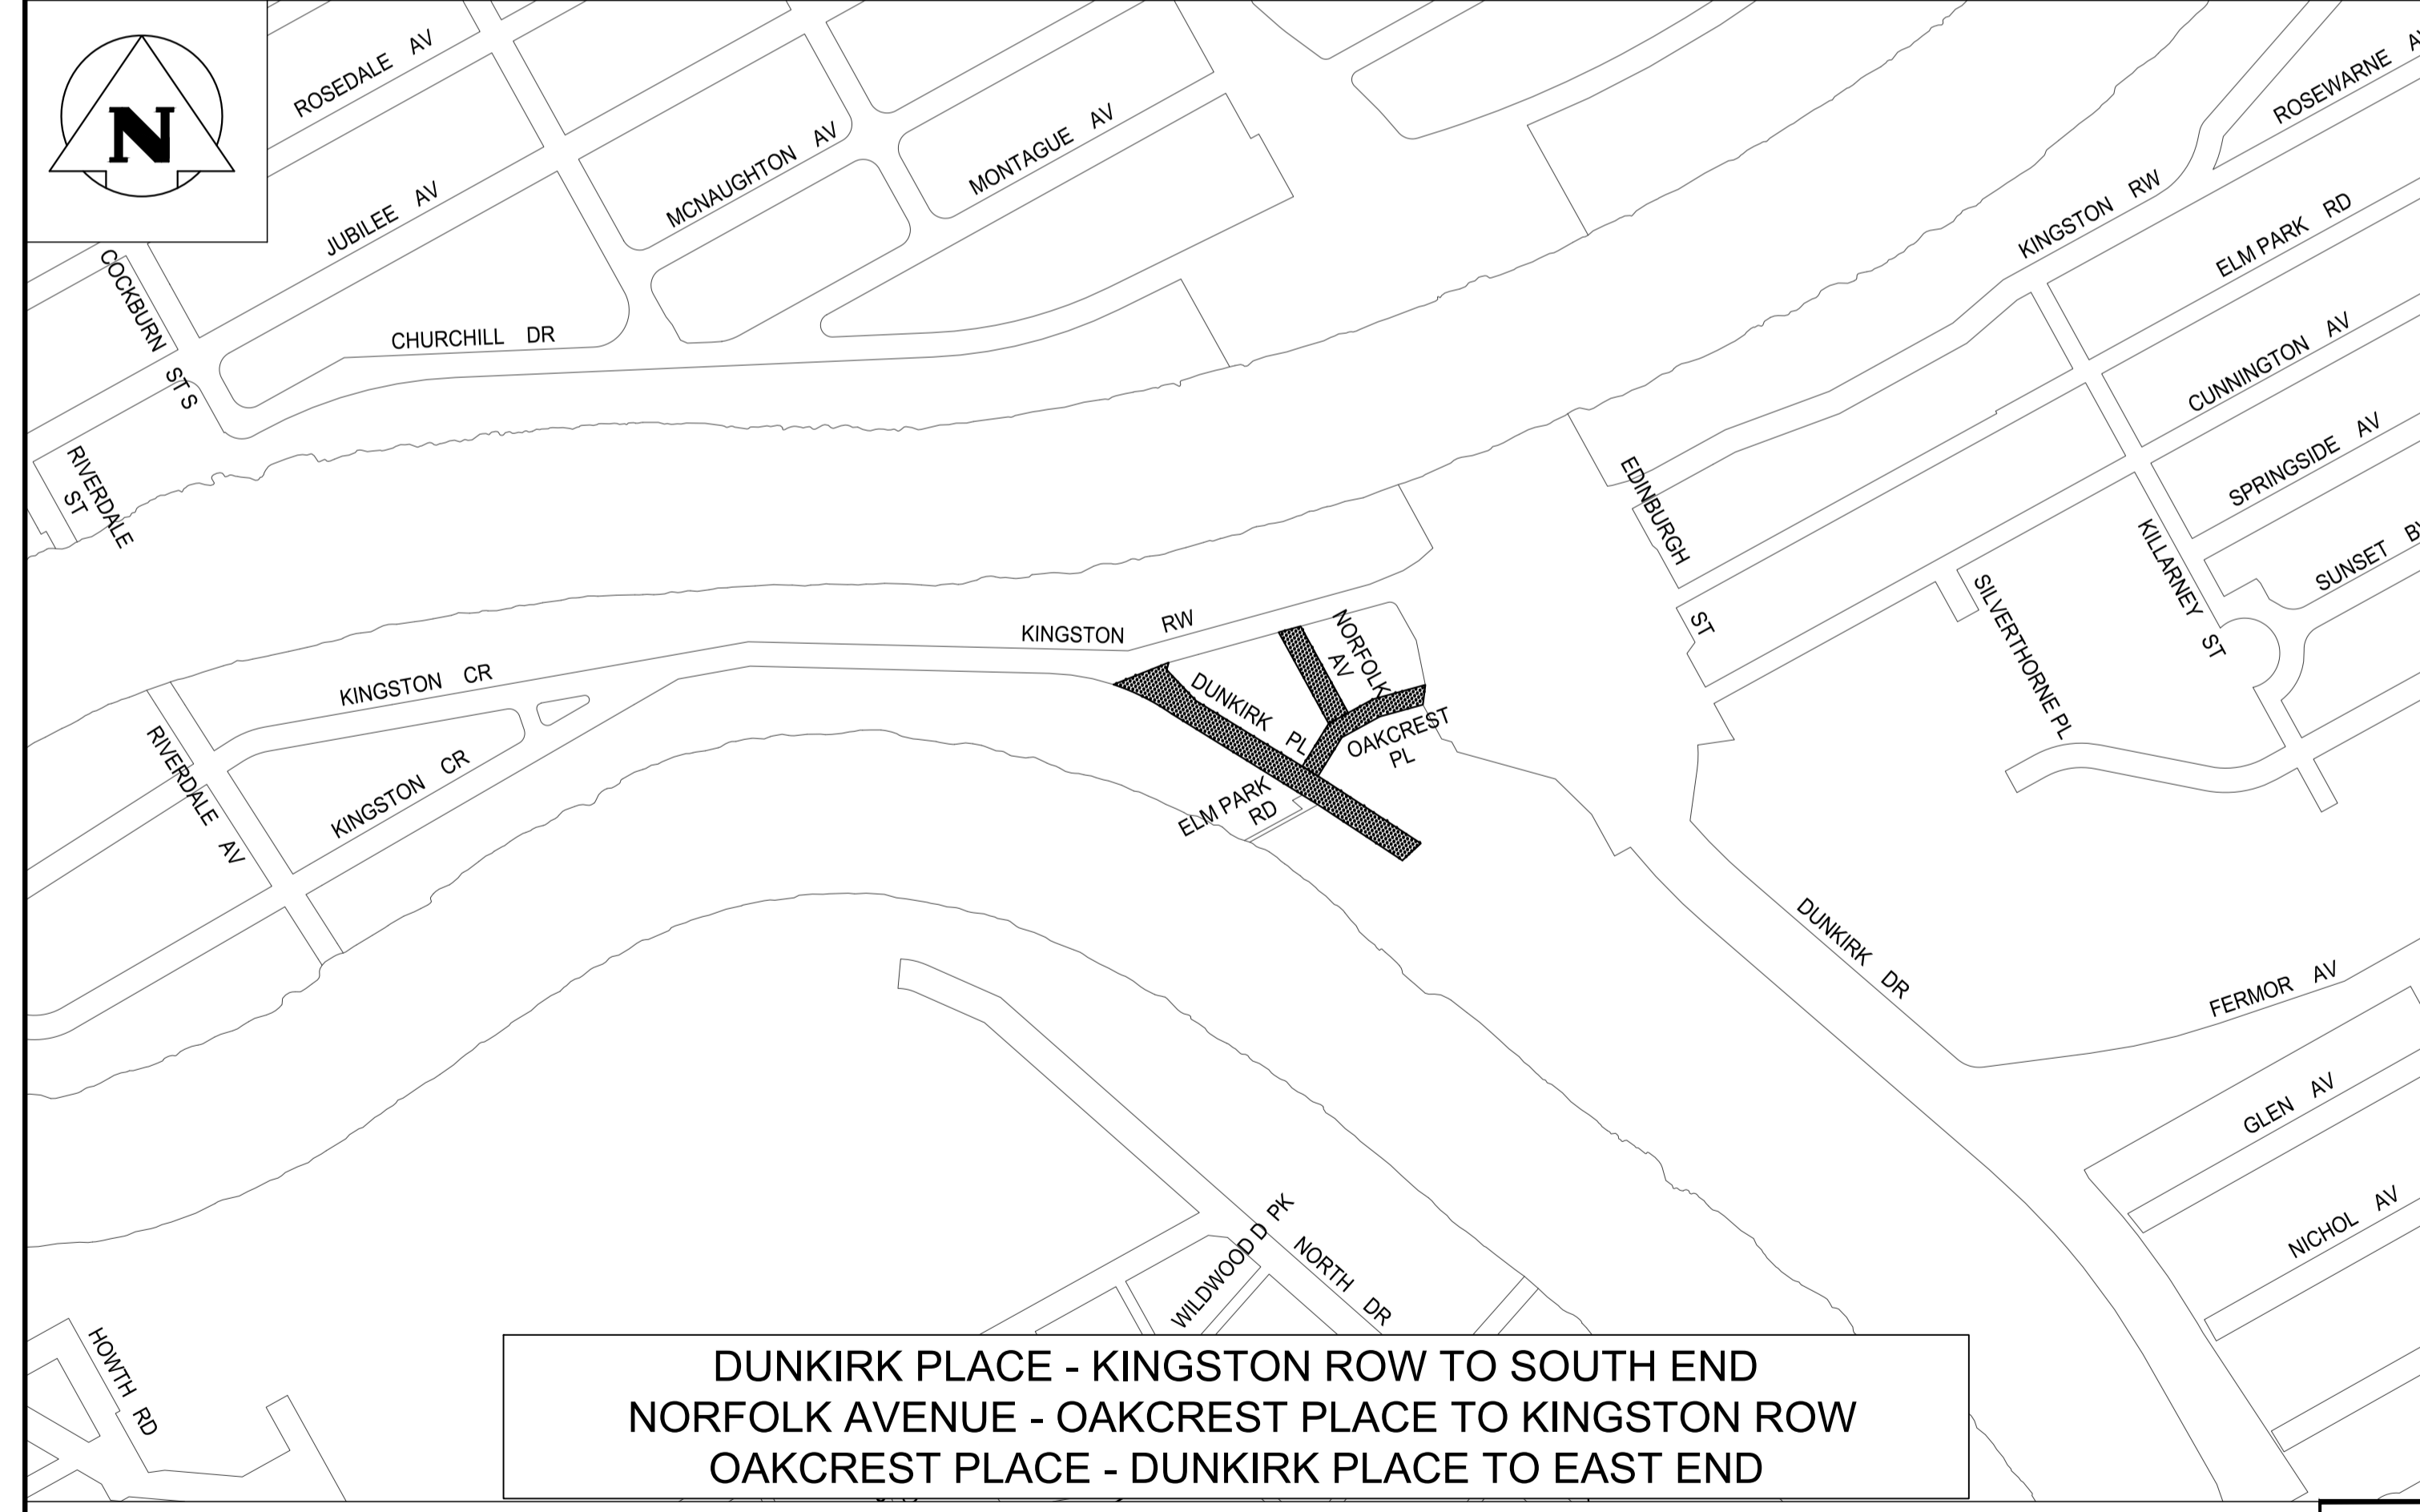 N
ROSEDALE AV
JUBILEE AV
MCNAUGHTON AV
MONTAGUE AV
ROSEWARNE
KINGSTON RW
ELM PARK RD
COCKBURN ST S
CHURCHILL DR
CUNNINGTON AV
SPRINGSIDE AV
RIVERDALE
ST
EDINBURGH ST
KILLARNEY ST
SUNSET
SILVERTHORNE PL
KINGSTON RW
NORFOLK
AV
KINGSTON CR
DUNKIRK PL
OAKCREST
PL
RIVERDALE AV
KINGSTON CR
ELM PARK
RD
DUNKIRK DR
FERMOR AV
GLEN AV
NICHOL AV
WILDWOOD D PK
NORTH DR
HOWTH RD
DUNKIRK PLACE - KINGSTON ROW TO SOUTH END
NORFOLK AVENUE - OAKCREST PLACE TO KINGSTON ROW
OAKCREST PLACE - DUNKIRK PLACE TO EAST END